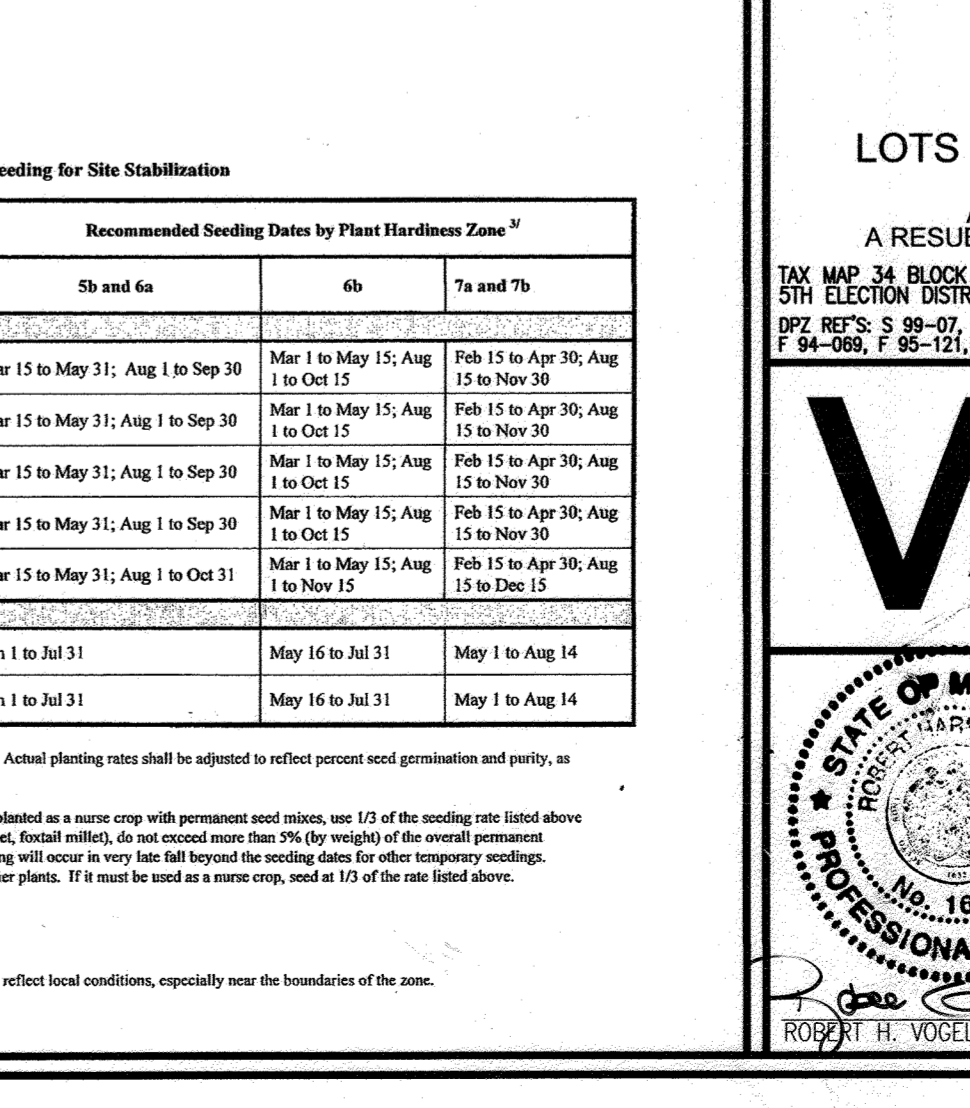 eeding for Site Stabilization
Recommended Seeding Dates by Plant Hardiness Zone 3/
5b and 6a
6b
7a and 7b
ar 15 to May 31; Aug 1 to Sep 30
Mar 1 to May 15; Aug
1 to Oct 15
Feb 15 to Apr 30; Aug
15 to Nov 30
ar 15 to May 31; Aug 1 to Sep 30
Mar 1 to May 15; Aug
1 to Oct 15
Feb 15 to Apr 30; Aug
15 to Nov 30
ar 15 to May 31; Aug 1 to Sep 30
Mar 1 to May 15; Aug
1 to Oct 15
Feb 15 to Apr 30; Aug
15 to Nov 30
ar 15 to May 31; Aug 1 to Sep 30
Mar 1 to May 15; Aug
1 to Oct 15
Feb 15 to Apr 30; Aug
15 to Nov 30
ar 15 to May 31; Aug 1 to Oct 31
Mar 1 to May 15; Aug
1 to Nov 15
Feb 15 to Apr 30; Aug
15 to Dec 15
n 1 to Jul 31
May 16 to Jul 31
May 1 to Aug 14
n 1 to Jul 31
May 16 to Jul 31
May 1 to Aug 14
Actual planting rates shall be adjusted to reflect percent seed germination and purity, as
planted as a nurse crop with permanent seed mixes, use 1/3 of the seeding rate listed above
et, foxtail millet), do not exceed more than 5% (by weight) of the overall permanent
ng will occur in very late fall beyond the seeding dates for other temporary seedings.
ier plants. If it must be used as a nurse crop, seed at 1/3 of the rate listed above.
reflect local conditions, especially near the boundaries of the zone.
LOTS
A RESUB
TAX MAP 34 BLOCK
5TH ELECTION DISTR
DPZ REF'S: S 99-07,
F 94-069, F 95-121,
V
STATE OF M
ROBERT HARS
No. 16
PROFESSIONA
ROBERT H. VOGEL